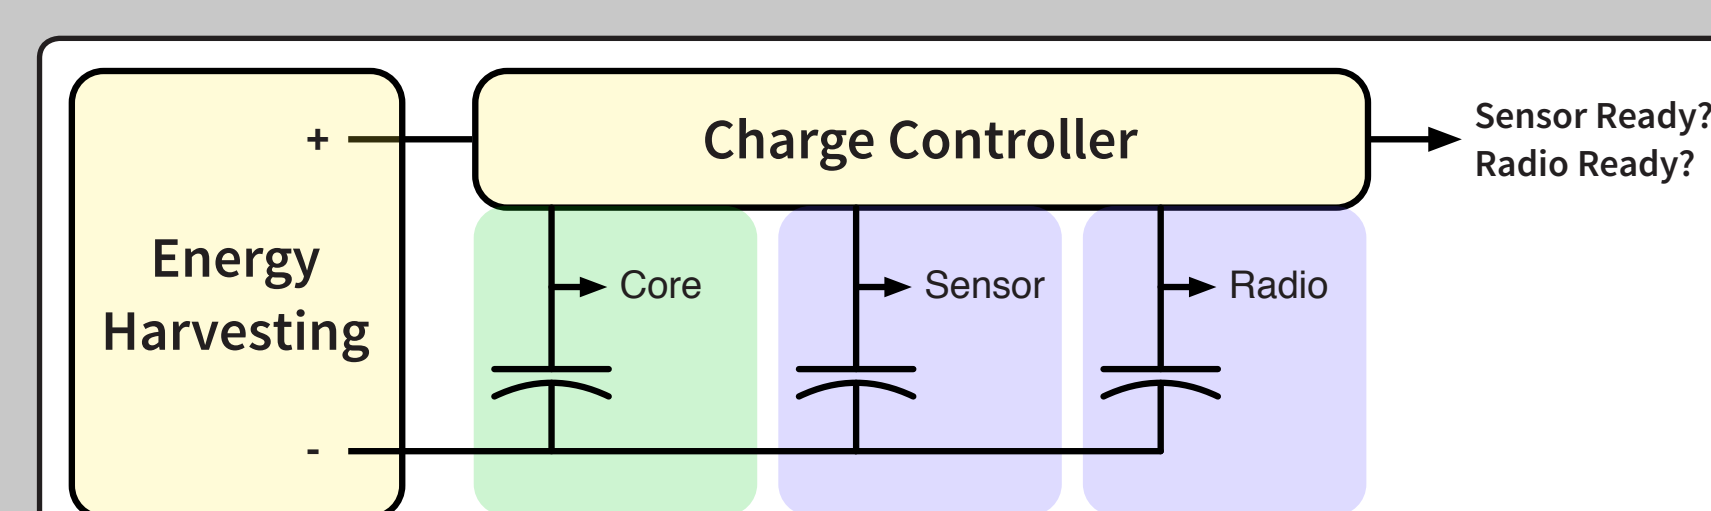 +
Charge Controller
Sensor Ready?
Radio Ready?
Energy
Harvesting
Core
Sensor
Radio
-